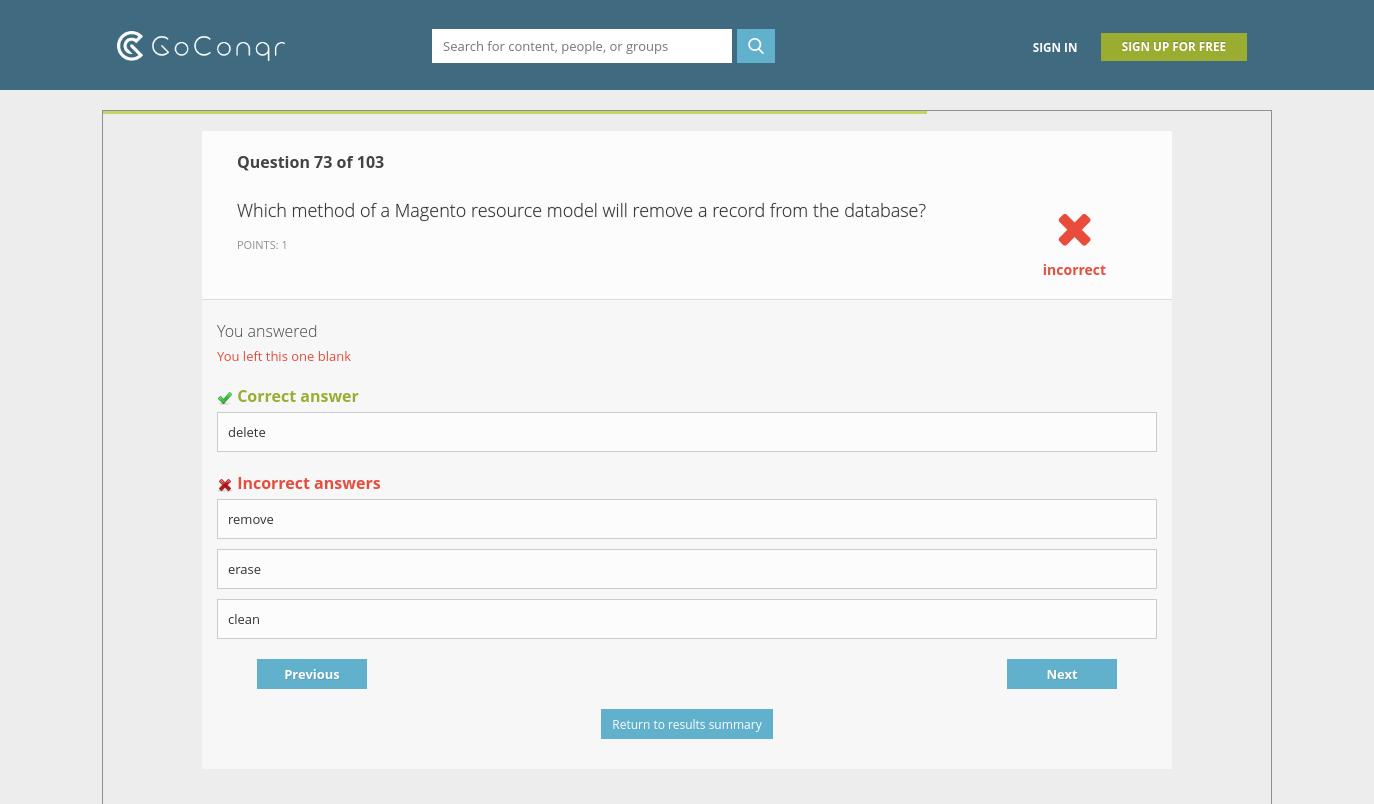 GoConqr
Search for content, people, or groups
SIGN IN
SIGN UP FOR FREE
Question 73 of 103
Which method of a Magento resource model will remove a record from the database?
POINTS: 1
incorrect
You answered
You left this one blank
Correct answer
delete
Incorrect answers
remove
erase
clean
Previous
Next
Return to results summary